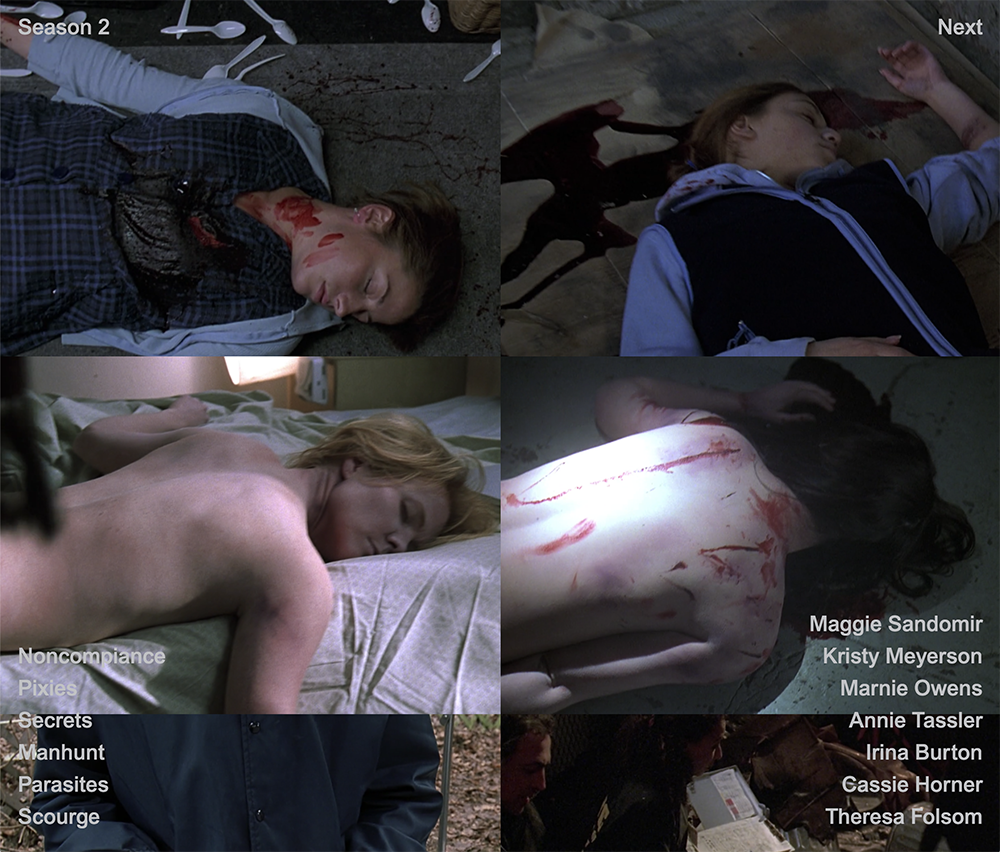 Season 2
Next
Noncompiance
Pixies
Secrets
Manhunt
Parasites
Scourge
Maggie Sandomir
Kristy Meyerson
Marnie Owens
Annie Tassler
Irina Burton
Cassie Horner
Theresa Folsom